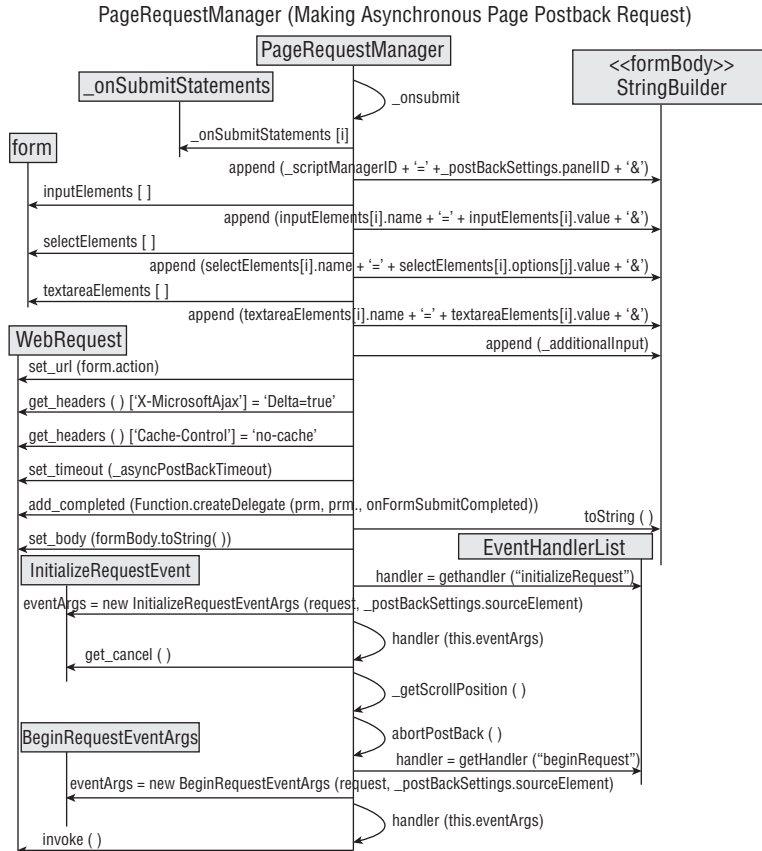 PageRequestManager (Making Asynchronous Page Postback Request)
PageRequestManager
<<formBody>>
StringBuilder
_onSubmitStatements
_onsubmit
_onSubmitStatements [i]
form
append (_scriptManagerID + ‘=’ +_postBackSettings.panelID + ‘&’)
inputElements [ ]
append (inputElements[i].name + ‘=’ + inputElements[i].value + ‘&’)
selectElements [ ]
append (selectElements[i].name + ‘=’ + selectElements[i].options[j].value + ‘&’)
textareaElements [ ]
append (textareaElements[i].name + ‘=’ + textareaElements[i].value + ‘&’)
WebRequest
append (_additionalInput)
set_url (form.action)
get_headers ( ) [‘X-MicrosoftAjax’] = ‘Delta=true’
get_headers ( ) [‘Cache-Control’] = ‘no-cache’
set_timeout (_asyncPostBackTimeout)
add_completed (Function.createDelegate (prm, prm., onFormSubmitCompleted))
toString ( )
set_body (formBody.toString( ))
EventHandlerList
InitializeRequestEvent
handler = gethandler (“initializeRequest”)
eventArgs = new InitializeRequestEventArgs (request, _postBackSettings.sourceElement)
handler (this.eventArgs)
get_cancel ( )
_getScrollPosition ( )
abortPostBack ( )
BeginRequestEventArgs
handler = getHandler (“beginRequest”)
eventArgs = new BeginRequestEventArgs (request, _postBackSettings.sourceElement)
handler (this.eventArgs)
invoke ( )